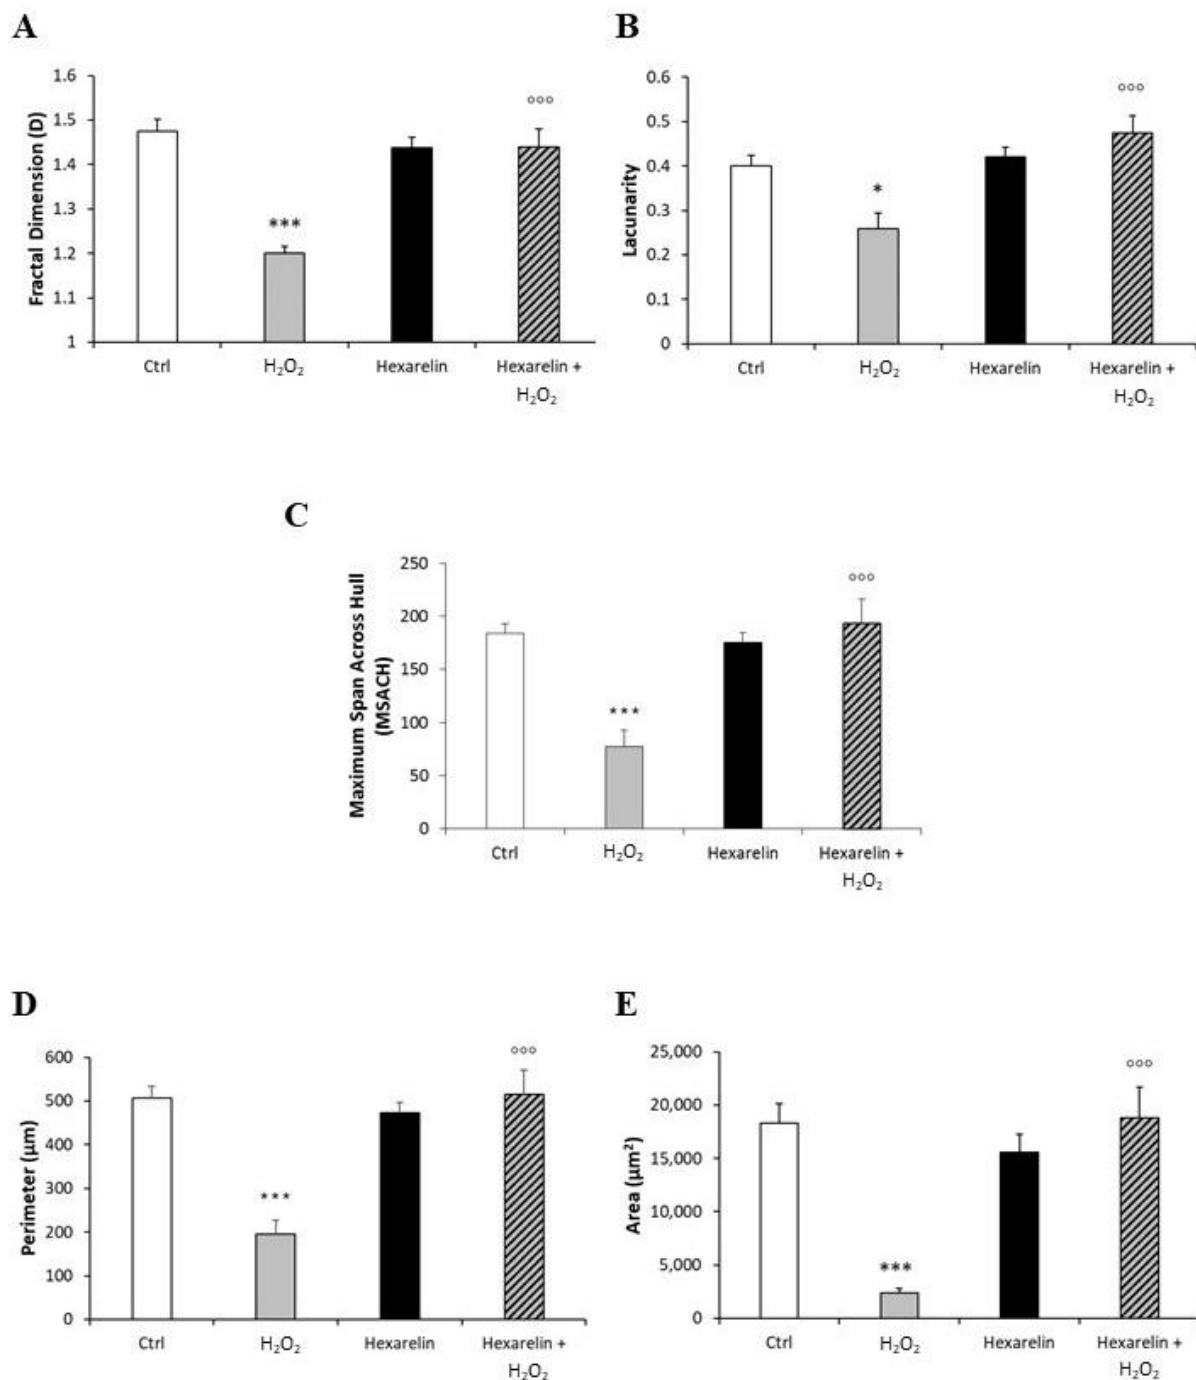 A
Fractal Dimension (D)
1.6
1.5
1.4
1.3
1.2
1.1
1
***
°°°
Ctrl
H₂O₂
Hexarelin
Hexarelin +
H₂O₂
B
Lacunarity
0.6
0.5
0.4
0.3
0.2
0.1
0
*
°°°
Ctrl
H₂O₂
Hexarelin
Hexarelin +
H₂O₂
C
Maximum Span Across Hull
(MSACH)
250
200
150
100
50
0
***
°°°
Ctrl
H₂O₂
Hexarelin
Hexarelin +
H₂O₂
D
Perimeter (µm)
600
500
400
300
200
100
0
***
°°°
Ctrl
H₂O₂
Hexarelin
Hexarelin +
H₂O₂
E
Area (µm²)
25,000
20,000
15,000
10,000
5,000
0
***
°°°
Ctrl
H₂O₂
Hexarelin
Hexarelin +
H₂O₂